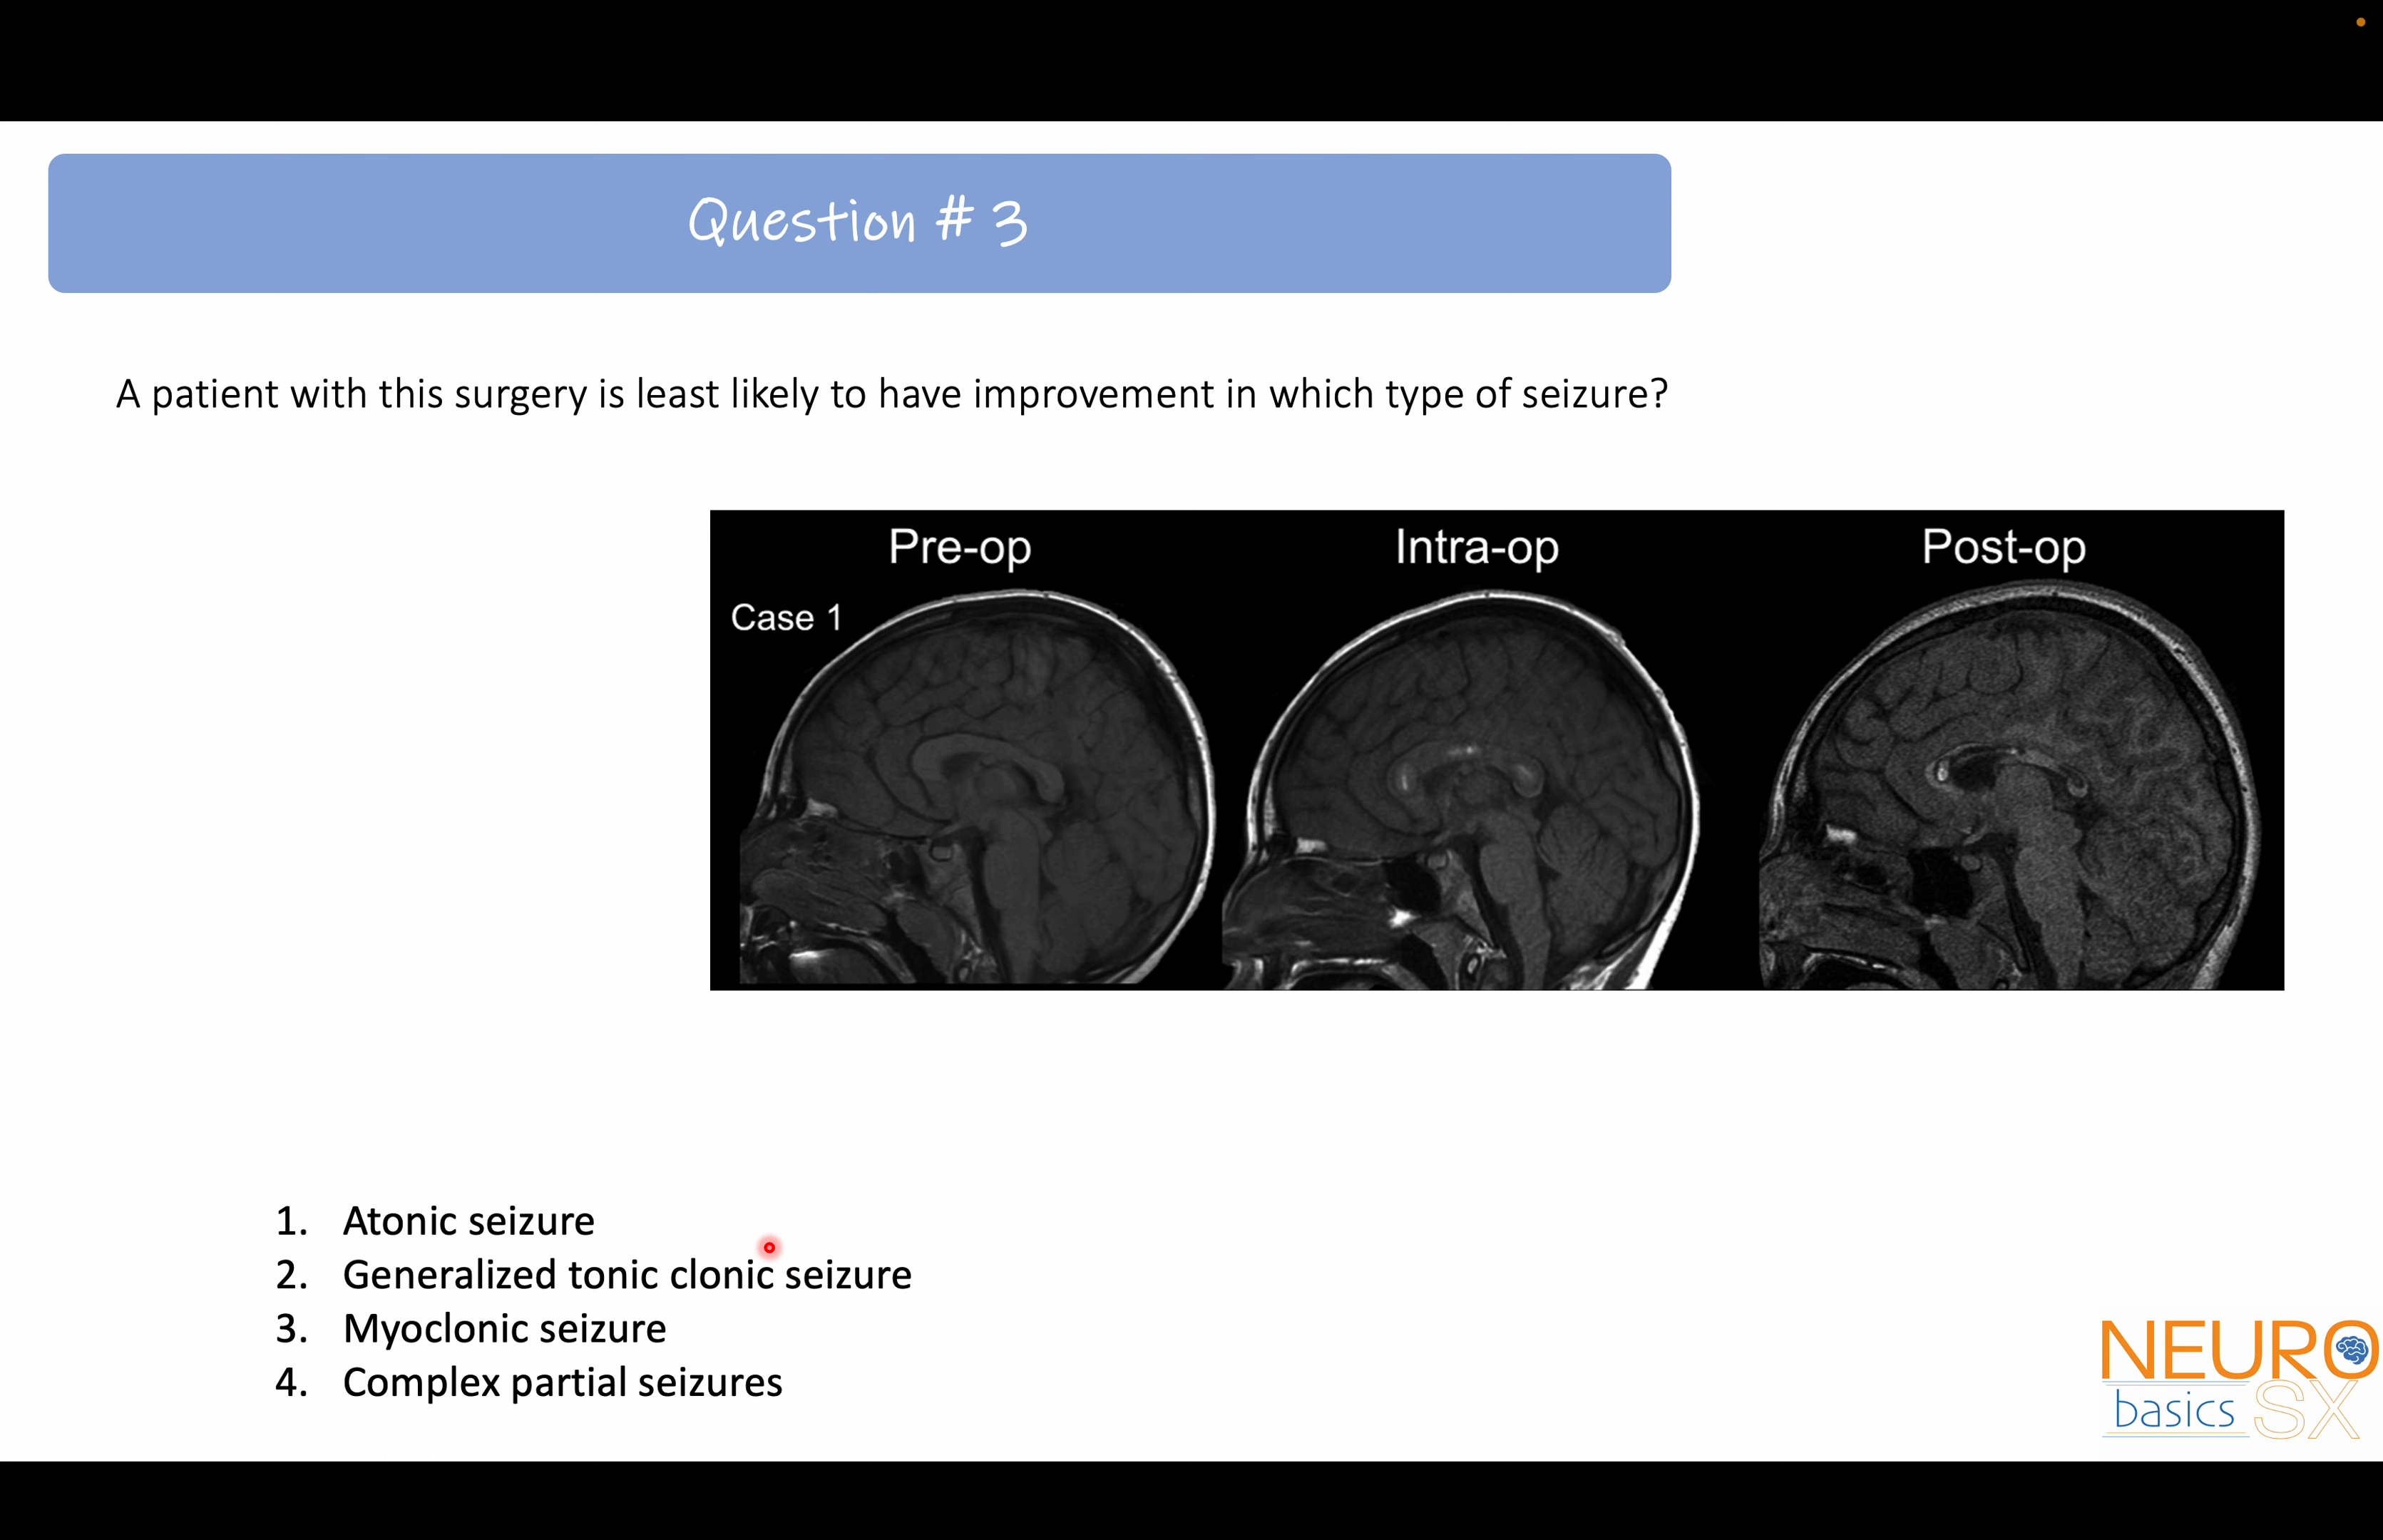 Question # 3
A patient with this surgery is least likely to have improvement in which type of seizure?
Pre-op
Intra-op
Post-op
Case 1
1. Atonic seizure
2. Generalized tonic clonic seizure
3. Myoclonic seizure
4. Complex partial seizures
NEURO
basics SX